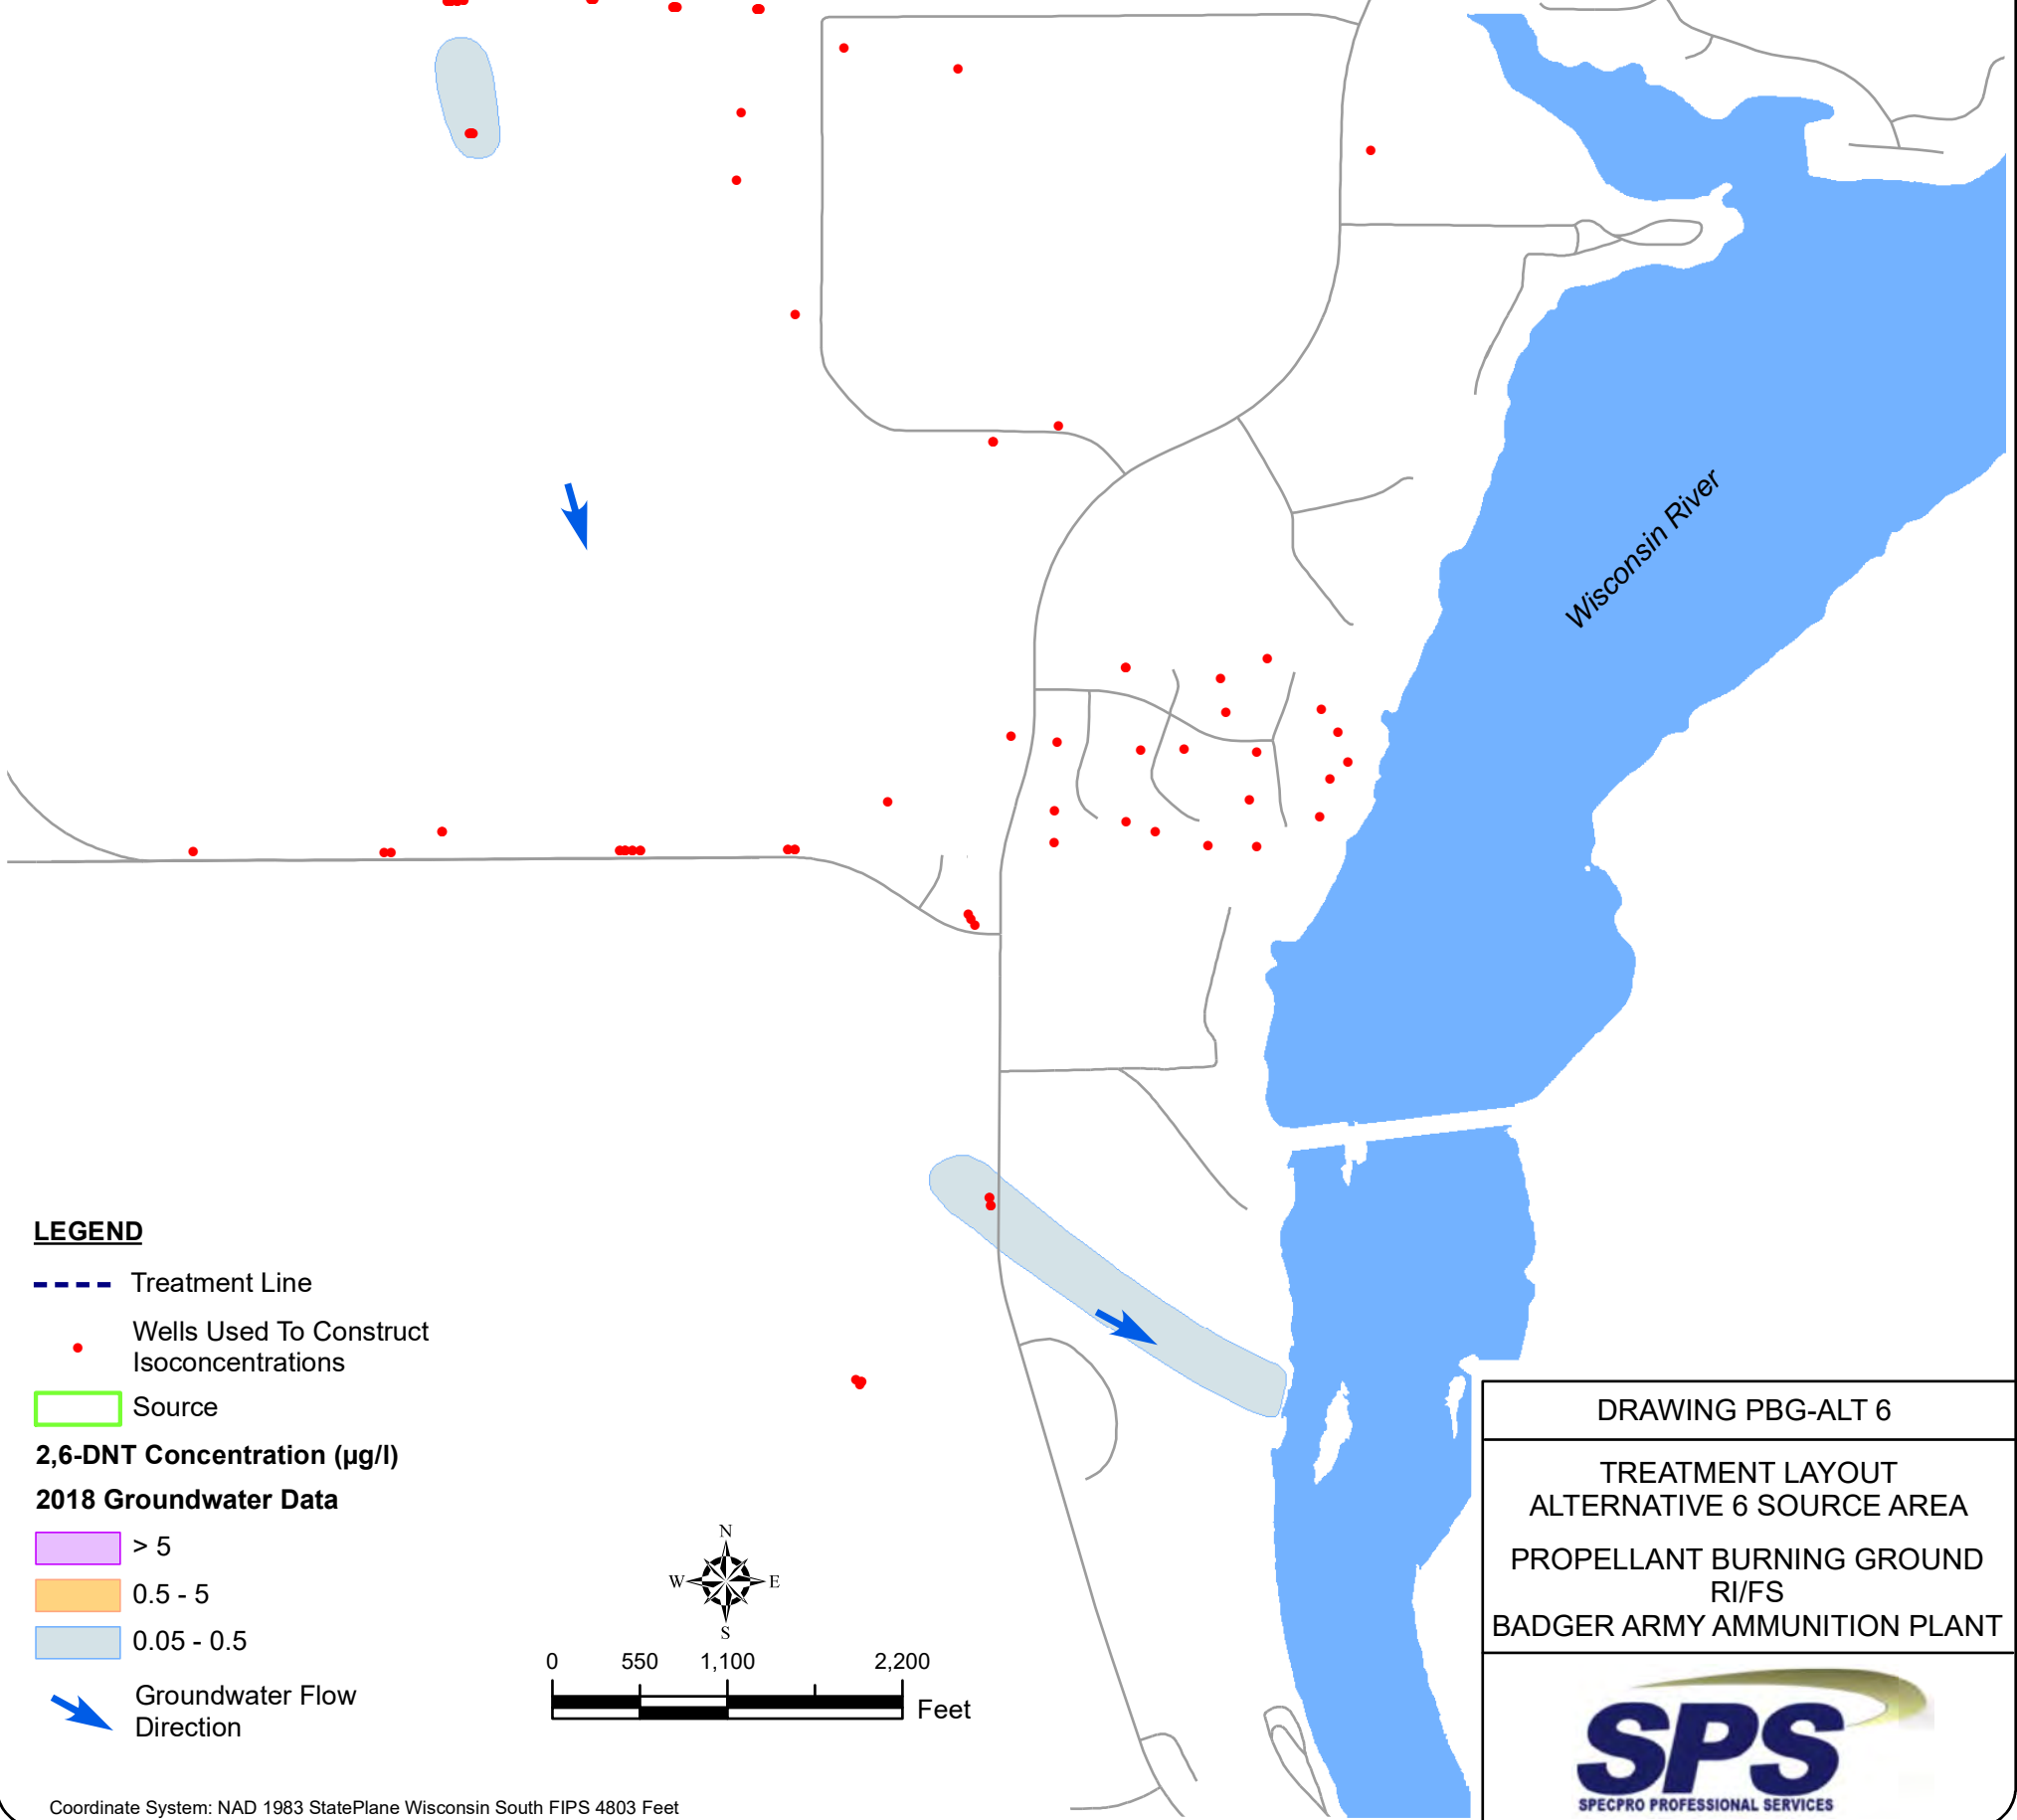 Wisconsin River
LEGEND
Treatment Line
Wells Used To Construct
Isoconcentrations
Source
2,6-DNT Concentration (µg/l)
2018 Groundwater Data
> 5
0.5 - 5
0.05 - 0.5
Groundwater Flow
Direction
N
W E
S
0 550 1,100 2,200
Feet
Coordinate System: NAD 1983 StatePlane Wisconsin South FIPS 4803 Feet
DRAWING PBG-ALT 6
TREATMENT LAYOUT
ALTERNATIVE 6 SOURCE AREA
PROPELLANT BURNING GROUND
RI/FS
BADGER ARMY AMMUNITION PLANT
SPS
SPECPRO PROFESSIONAL SERVICES